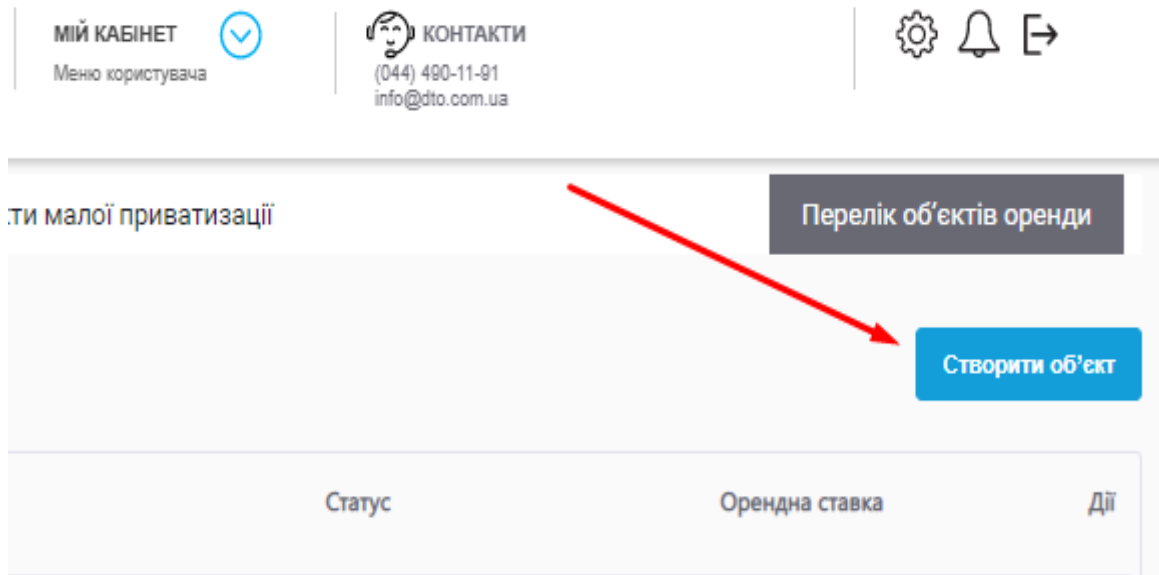 МІЙ КАБІНЕТ
Меню користувача
КОНТАКТИ
(044) 490-11-91
info@dto.com.ua
ти малої приватизації
Перелік об’єктів оренди
Створити об’єкт
Статус
Орендна ставка
Дії